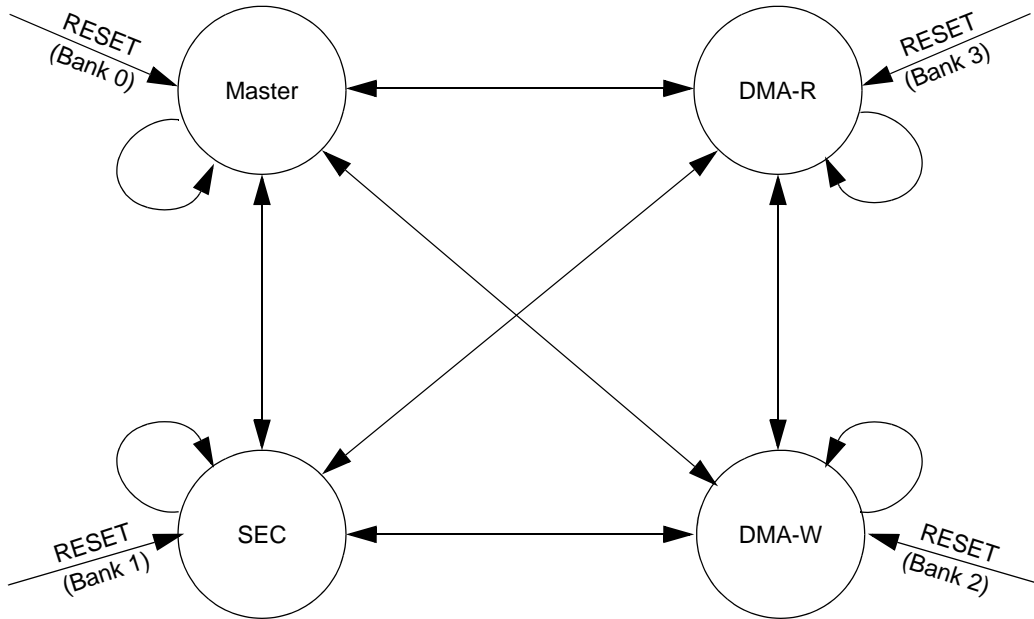 RESET
(Bank 0)
Master
DMA-R
RESET
(Bank 3)
RESET
(Bank 1)
SEC
DMA-W
RESET
(Bank 2)